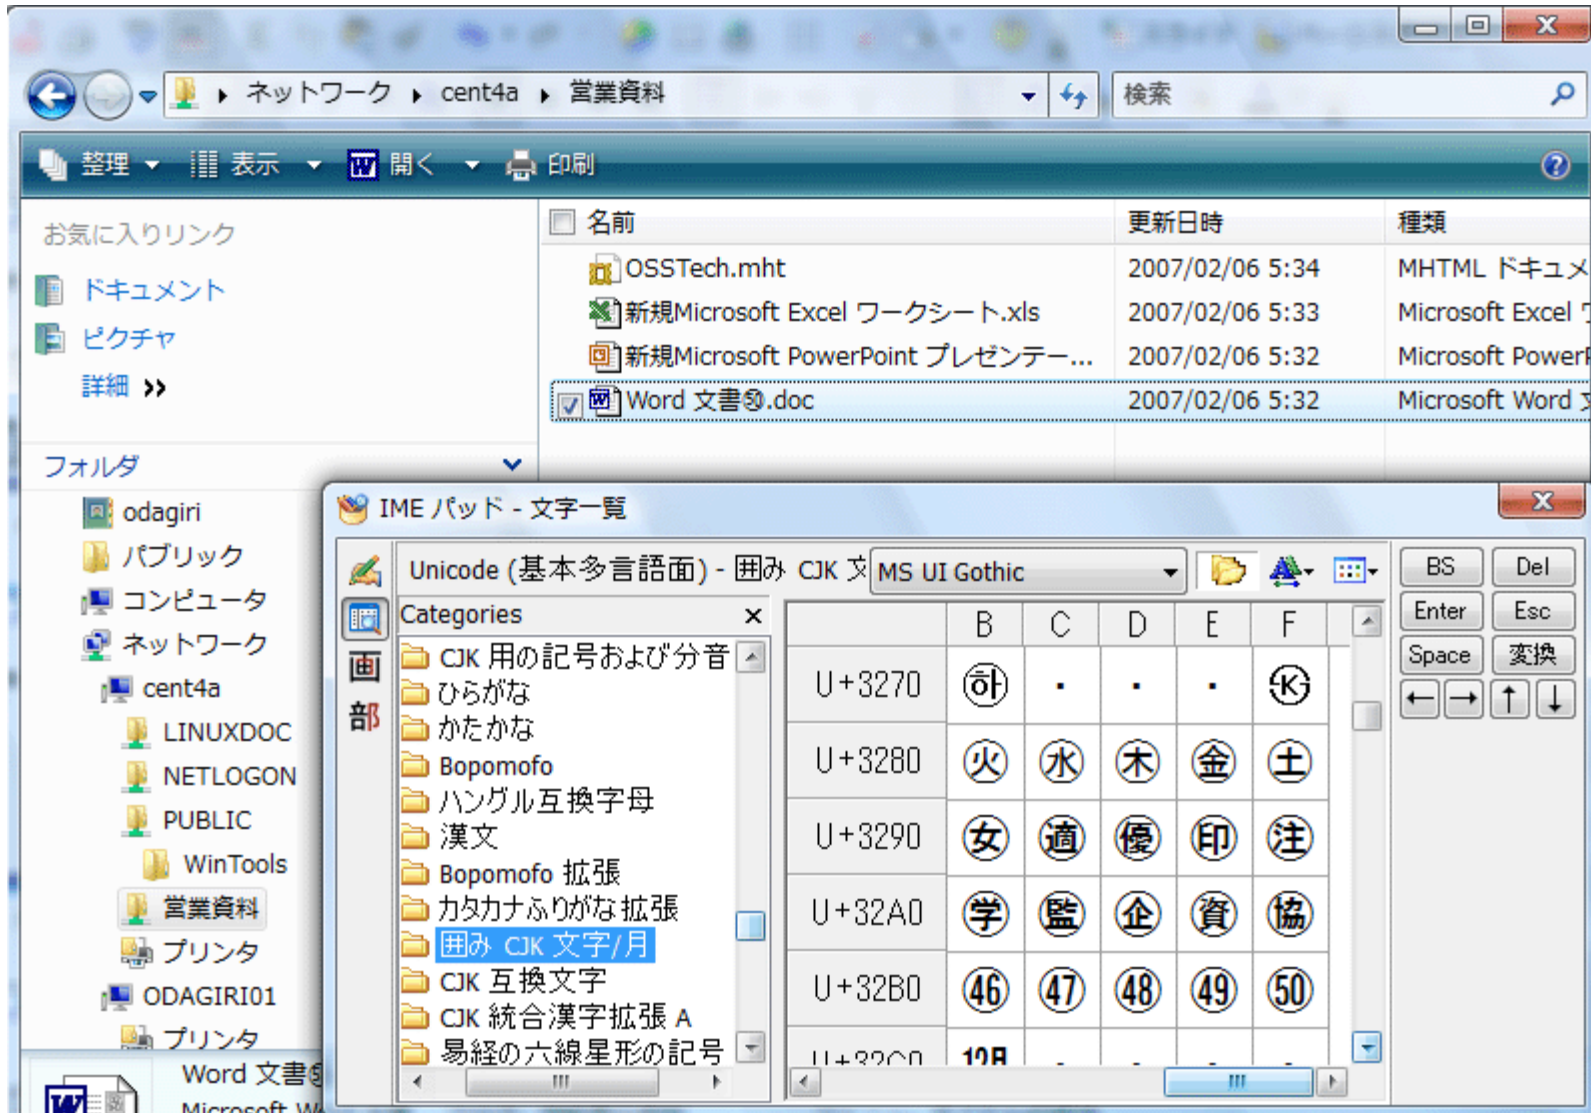 ネットワーク ▸ cent4a ▸ 営業資料
検索
整理 表示 開く 印刷
お気に入りリンク
ドキュメント
ピクチャ
詳細 »
名前 更新日時 種類
OSSTech.mht 2007/02/06 5:34 MHTML ドキュメ
新規Microsoft Excel ワークシート.xls 2007/02/06 5:33 Microsoft Excel
新規Microsoft PowerPoint プレゼンテー... 2007/02/06 5:32 Microsoft Power
Word 文書㊿.doc 2007/02/06 5:32 Microsoft Word
フォルダ
odagiri
パブリック
コンピュータ
ネットワーク
cent4a
LINUXDOC
NETLOGON
PUBLIC
WinTools
営業資料
プリンタ
ODAGIRI01
プリンタ
Word 文書
Microsoft
IME パッド - 文字一覧
Unicode (基本多言語面) - 囲み CJK 文
MS UI Gothic
画
部
Categories
CJK 用の記号および分音
ひらがな
かたかな
Bopomofo
ハングル互換字母
漢文
Bopomofo 拡張
カタカナふりがな拡張
囲み CJK 文字/月
CJK 互換文字
CJK 統合漢字拡張 A
易経の六線星形の記号
B C D E F
U+3270 ㉻ ・ ・ ・ ㉿
U+3280 ㊋ ㊌ ㊍ ㊎ ㊏
U+3290 ㊛ ㊜ ㊝ ㊞ ㊟
U+32A0 ㊫ ㊬ ㊭ ㊮ ㊯
U+32B0 ㊻ ㊼ ㊽ ㊾ ㊿
U+32C0 12月 ・ ・ ・ ・
BS Del
Enter Esc
Space 変換
← → ↑ ↓